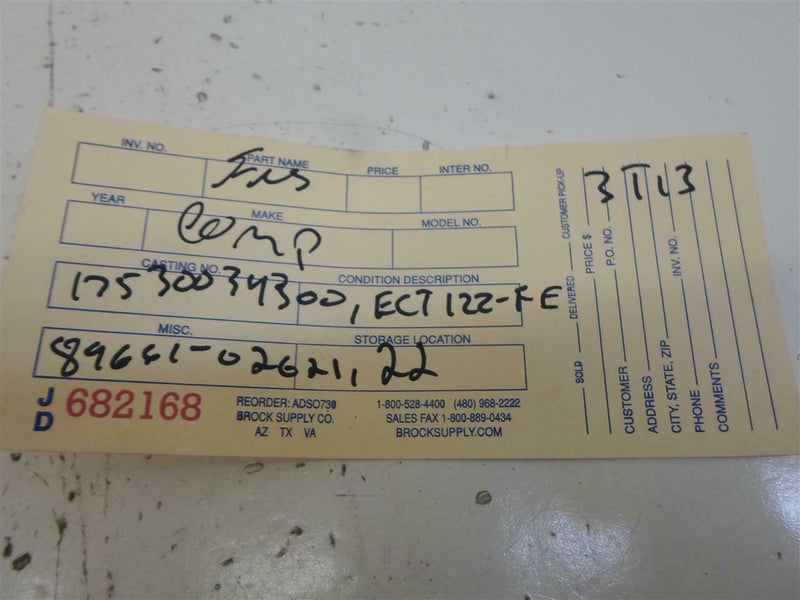 INV. NO. PART NAME PRICE INTER NO.
YEAR MAKE MODEL NO.
Comp
CASTING NO. CONDITION DESCRIPTION
17530034300, ECT122-FE
MISC. STORAGE LOCATION
89661-02621, 22
JD 682168
REORDER: ADSO730
BROCK SUPPLY CO.
AZ TX VA
1-800-528-4400 (480) 968-2222
SALES FAX 1-800-889-0434
BROCKSUPPLY.COM
SOLD DELIVERED CUSTOMER PICK-UP
PRICE $
P.O. NO.
CUSTOMER
ADDRESS
CITY, STATE, ZIP INV. NO.
PHONE
COMMENTS
3T13